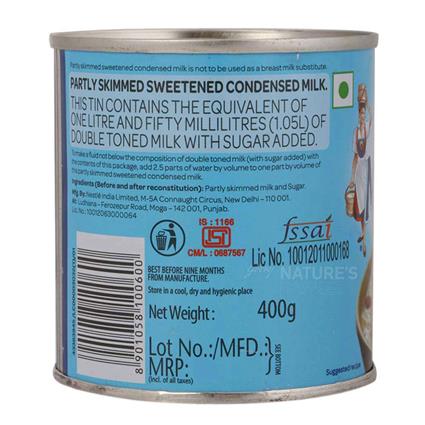 Partly skimmed sweetened condensed milk is not to be used as a breast milk substitute.
PARTLY SKIMMED SWEETENED CONDENSED MILK.
THIS TIN CONTAINS THE EQUIVALENT OF
ONE LITRE AND FIFTY MILLILITRES (1.05L) OF
DOUBLE TONED MILK WITH SUGAR ADDED.
To make a fluid not below the composition of double toned milk (with sugar added) with
the contents of this package, add 2.5 parts of water by volume to one part by volume of
this partly skimmed sweetened condensed milk.
Ingredients (Before and after reconstitution): Partly skimmed milk and Sugar.
Mfg. by: Nestlé India Limited, M-5A Connaught Circus, New Delhi 110 001.
At: Ludhana - Ferozepur Road, Moga - 142 001, Punjab.
Lic. No. 10012063000064
IS : 1166
ISI
CM/L : 0687567
fssai
Lic No. 10012011000168
NATURE'S
BEST BEFORE NINE MONTHS
FROM MANUFACTURE.
Store in a cool, dry and hygienic place
Net Weight: 400g
Lot No.:/MFD.:
MRP:
(Incl. of all taxes)
SEE BOTTOM
8 901058 100600
Suggested recipe